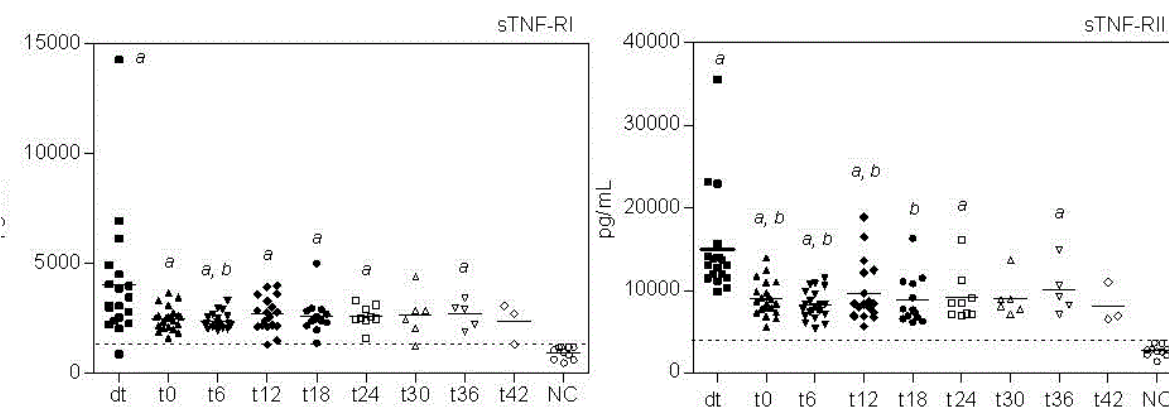 sTNF-RI
15000
10000
5000
0
a
a
a, b
a
a
a
a
dt t0 t6 t12 t18 t24 t30 t36 t42 NC
sTNF-RII
pg/mL
40000
30000
20000
10000
0
a
a, b
a, b
a, b
b
a
a
dt t0 t6 t12 t18 t24 t30 t36 t42 NC